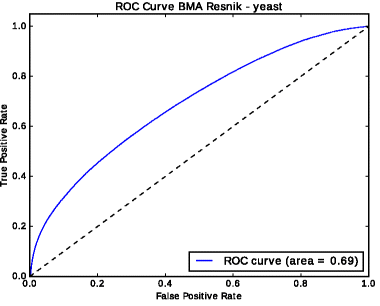 ROC Curve BMA Resnik - yeast
True Positive Rate
1.0
0.8
0.6
0.4
0.2
0.0
0.0 0.2 0.4 0.6 0.8 1.0
False Positive Rate
ROC curve (area = 0.69)